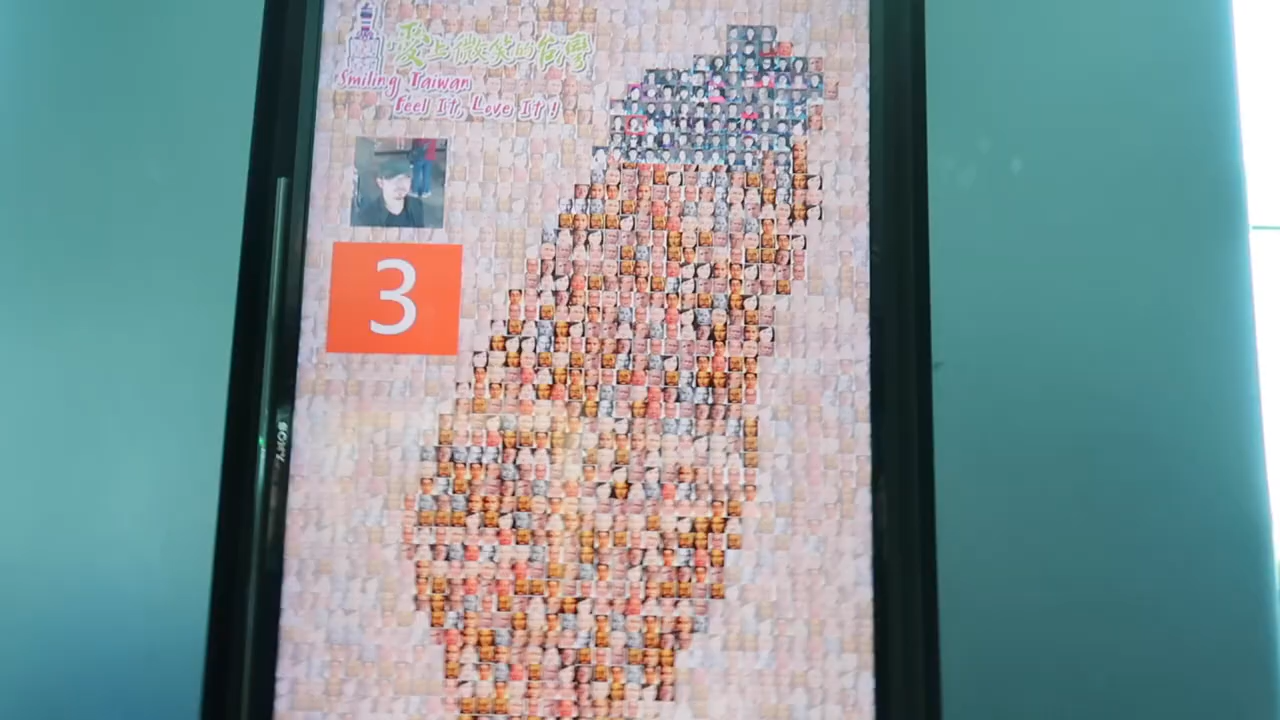 愛上微笑的台灣
Smiling Taiwan
Feel It, Love It!
3
SONY